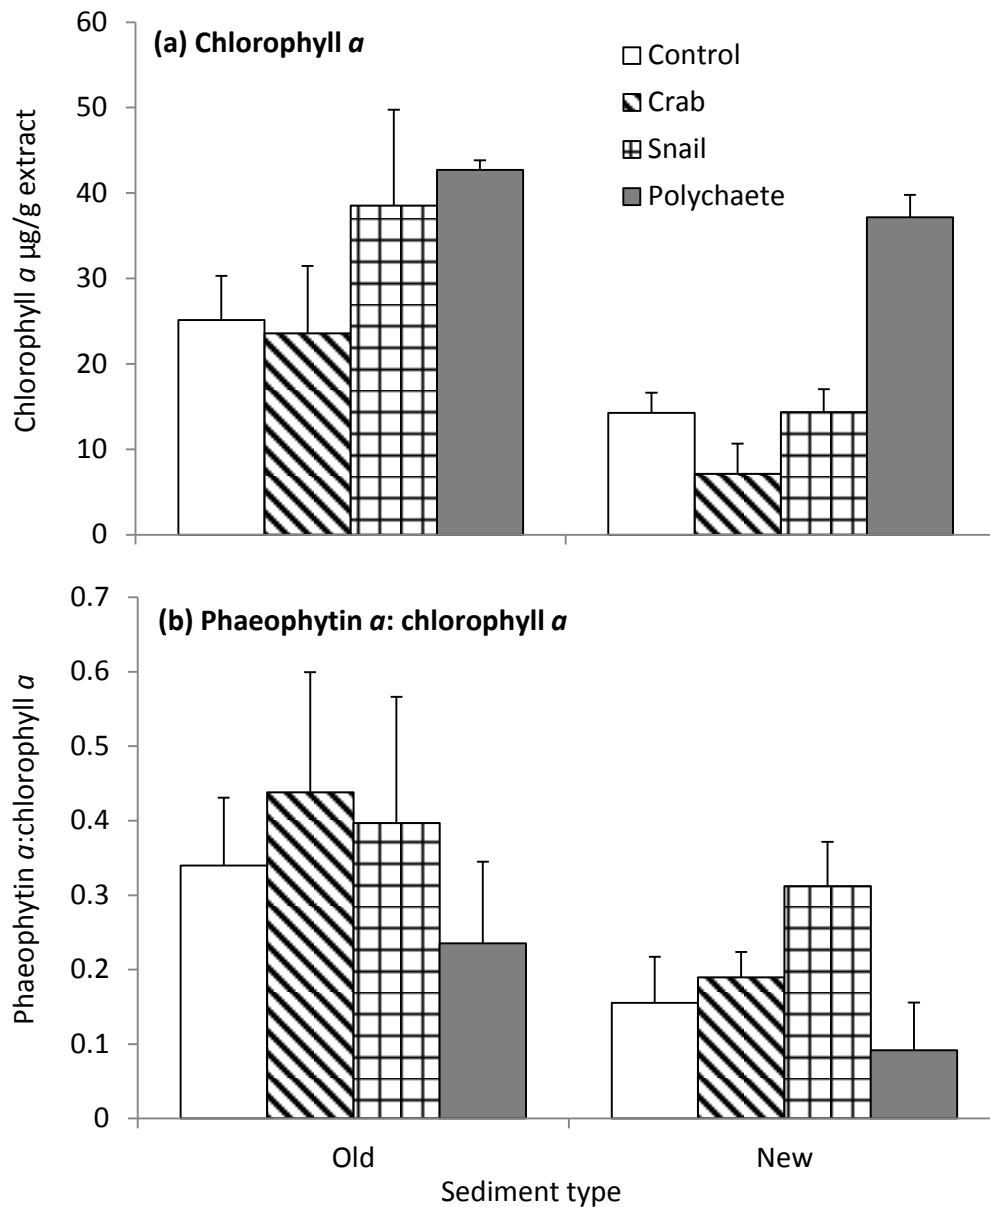 (a) Chlorophyll a
Chlorophyll a µg/g extract
60
50
40
30
20
10
0
Control
Crab
Snail
Polychaete
(b) Phaeophytin a: chlorophyll a
Phaeophytin a:chlorophyll a
0.7
0.6
0.5
0.4
0.3
0.2
0.1
0
Old
New
Sediment type